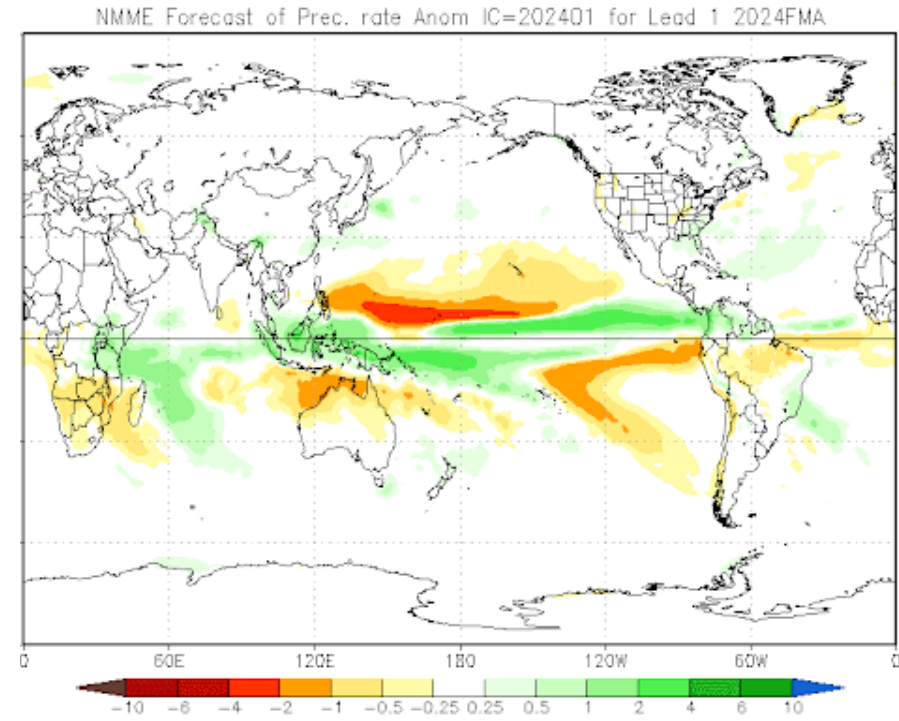 NMME Forecast of Prec. rate Anom IC=202401 for Lead 1 2024FMA
0 60E 120E 180 120W 60W 0
-10 -6 -4 -2 -1 -0.5 -0.25 0.25 0.5 1 2 4 6 10